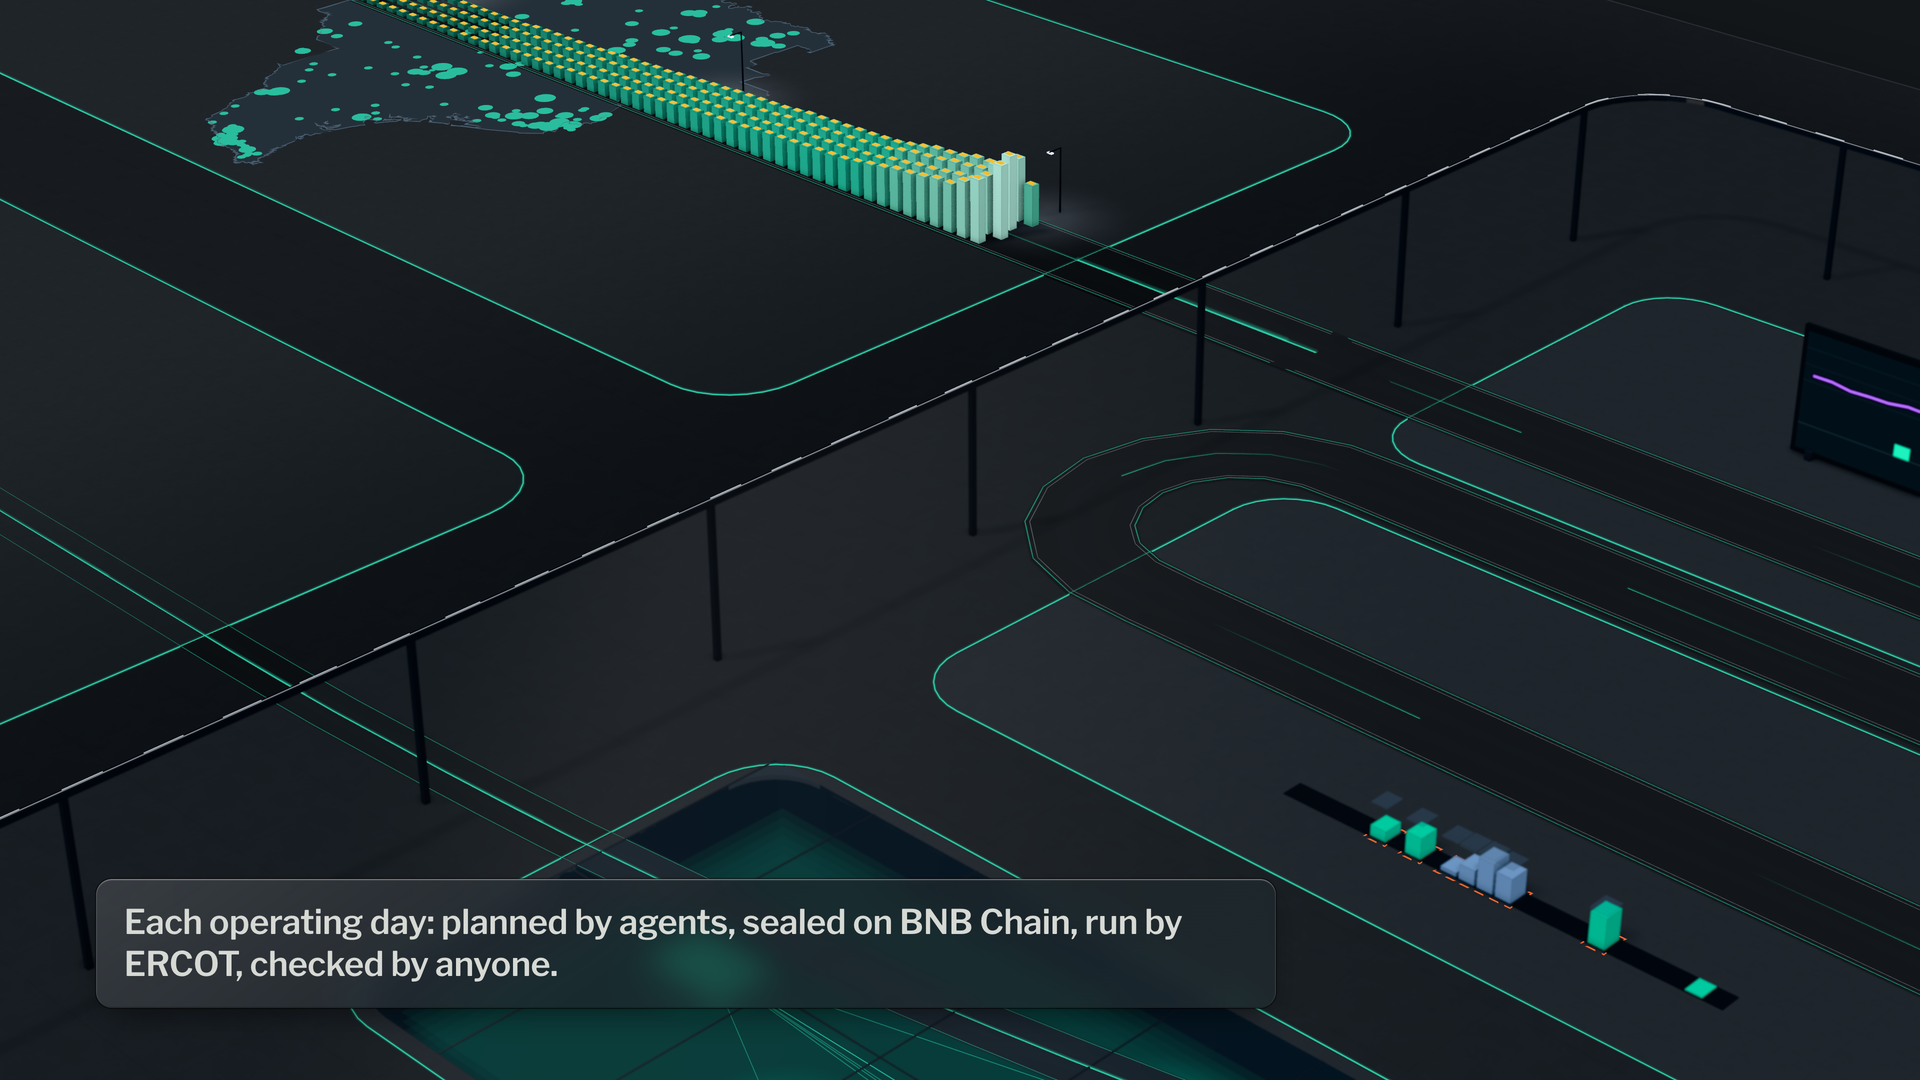 Each operating day: planned by agents, sealed on BNB Chain, run by
ERCOT, checked by anyone.